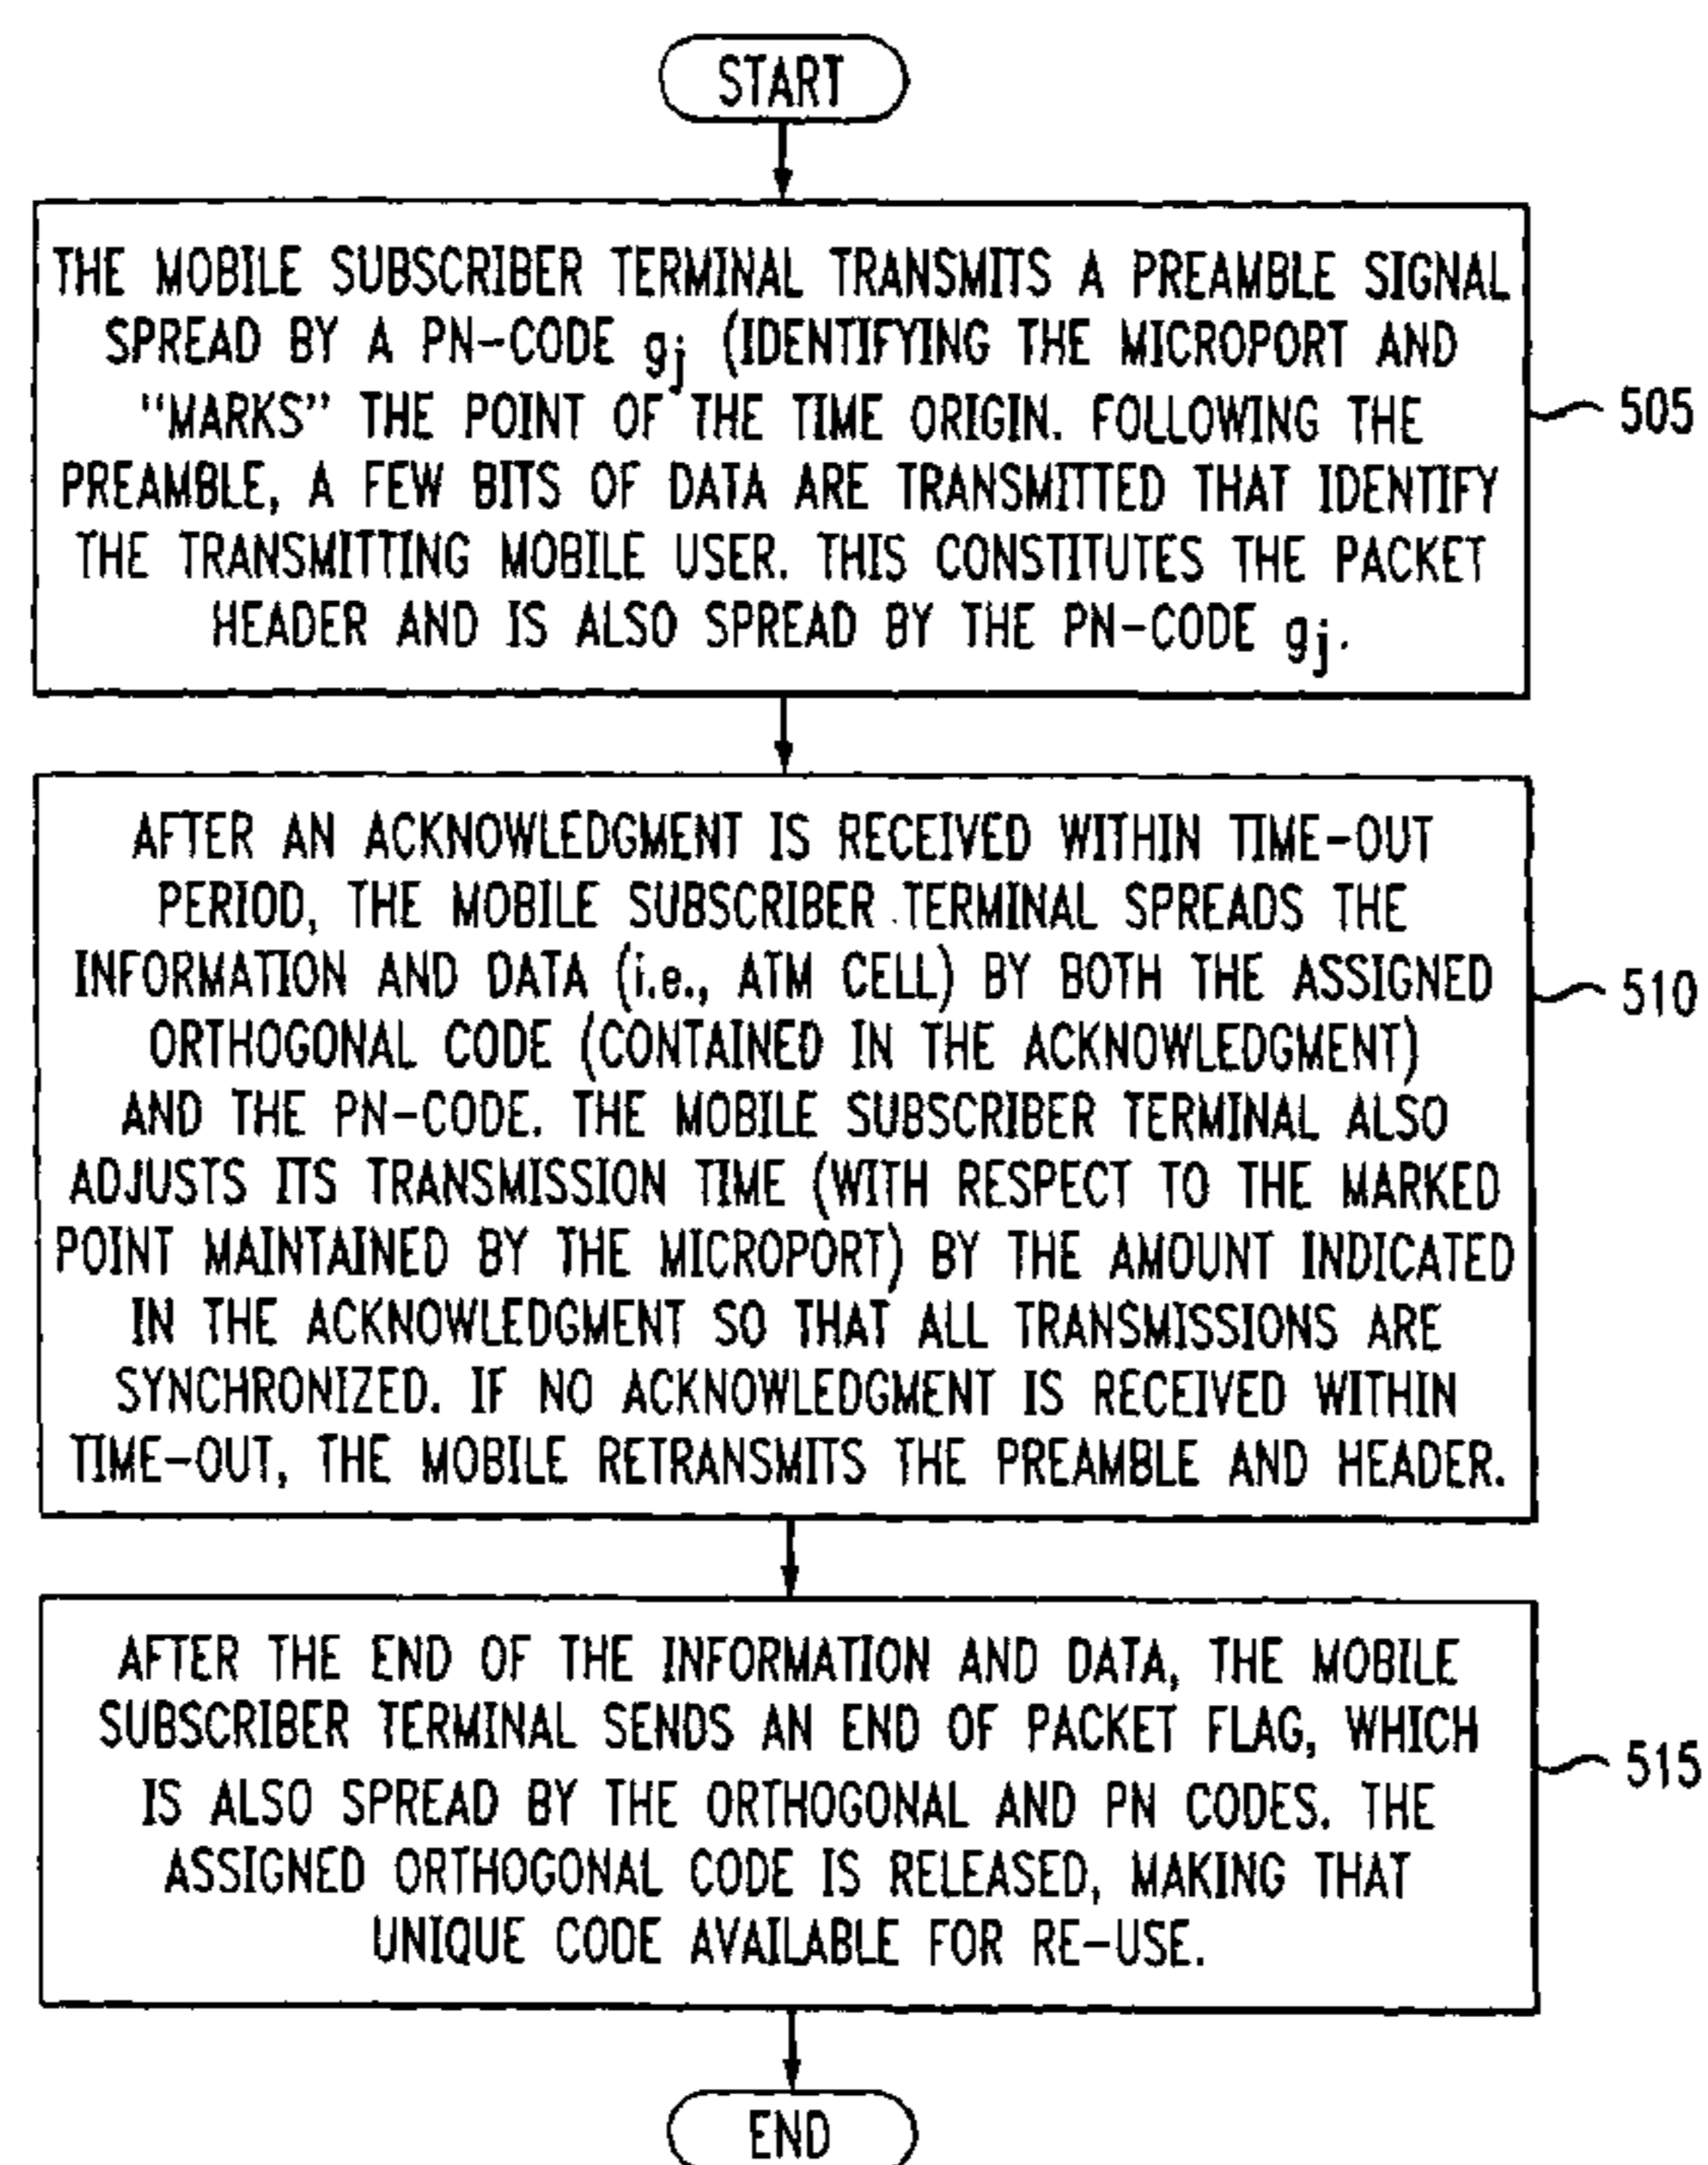 START
THE MOBILE SUBSCRIBER TERMINAL TRANSMITS A PREAMBLE SIGNAL
SPREAD BY A PN-CODE gj (IDENTIFYING THE MICROPORT AND
"MARKS" THE POINT OF THE TIME ORIGIN. FOLLOWING THE
PREAMBLE, A FEW BITS OF DATA ARE TRANSMITTED THAT IDENTIFY
THE TRANSMITTING MOBILE USER. THIS CONSTITUTES THE PACKET
HEADER AND IS ALSO SPREAD BY THE PN-CODE gj.
505
AFTER AN ACKNOWLEDGMENT IS RECEIVED WITHIN TIME-OUT
PERIOD, THE MOBILE SUBSCRIBER TERMINAL SPREADS THE
INFORMATION AND DATA (i.e., ATM CELL) BY BOTH THE ASSIGNED
ORTHOGONAL CODE (CONTAINED IN THE ACKNOWLEDGMENT)
AND THE PN-CODE. THE MOBILE SUBSCRIBER TERMINAL ALSO
ADJUSTS ITS TRANSMISSION TIME (WITH RESPECT TO THE MARKED
POINT MAINTAINED BY THE MICROPORT) BY THE AMOUNT INDICATED
IN THE ACKNOWLEDGMENT SO THAT ALL TRANSMISSIONS ARE
SYNCHRONIZED. IF NO ACKNOWLEDGMENT IS RECEIVED WITHIN
TIME-OUT, THE MOBILE RETRANSMITS THE PREAMBLE AND HEADER.
510
AFTER THE END OF THE INFORMATION AND DATA, THE MOBILE
SUBSCRIBER TERMINAL SENDS AN END OF PACKET FLAG, WHICH
IS ALSO SPREAD BY THE ORTHOGONAL AND PN CODES. THE
ASSIGNED ORTHOGONAL CODE IS RELEASED, MAKING THAT
UNIQUE CODE AVAILABLE FOR RE-USE.
515
END